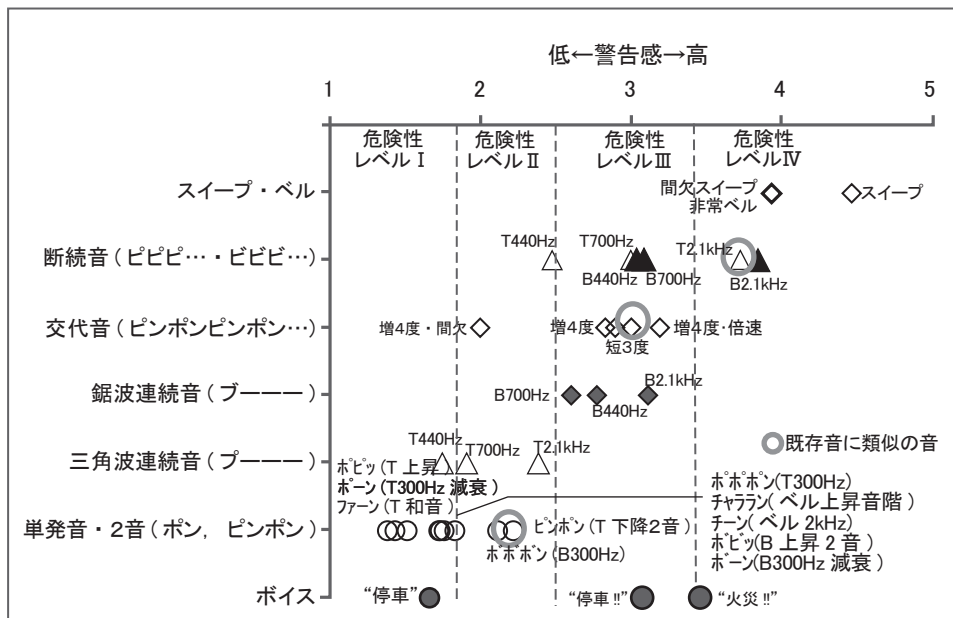 低←警告感→高
1 2 3 4 5
危険性 危険性 危険性 危険性
レベルⅠ レベルⅡ レベルⅢ レベルⅣ
スイープ・ベル
間欠スイープ
非常ベル
スイープ
断続音(ピピピ…・ビビビ…)
T440Hz
T700Hz
B440Hz
B700Hz
T2.1kHz
B2.1kHz
交代音(ピンポンピンポン…)
増4度・間欠
増4度
短3度
増4度・倍速
鋸波連続音(ブーーー)
B700Hz
B440Hz
B2.1kHz
既存音に類似の音
三角波連続音(プーーー)
T440Hz
T700Hz
T2.1kHz
ポピッ(T上昇)
ポーン(T300Hz 減衰)
ファーン(T 和音)
単発音・2音(ポン, ピンポン)
ピンポン(T 下降2音)
ボボボン(B300Hz)
ポポポン(T300Hz)
チャララン(ベル上昇音階)
チーン(ベル 2kHz)
ボビッ(B 上昇2音)
ボーン(B300Hz 減衰)
ボイス
“停車”
“停車!!”
“火災!!”